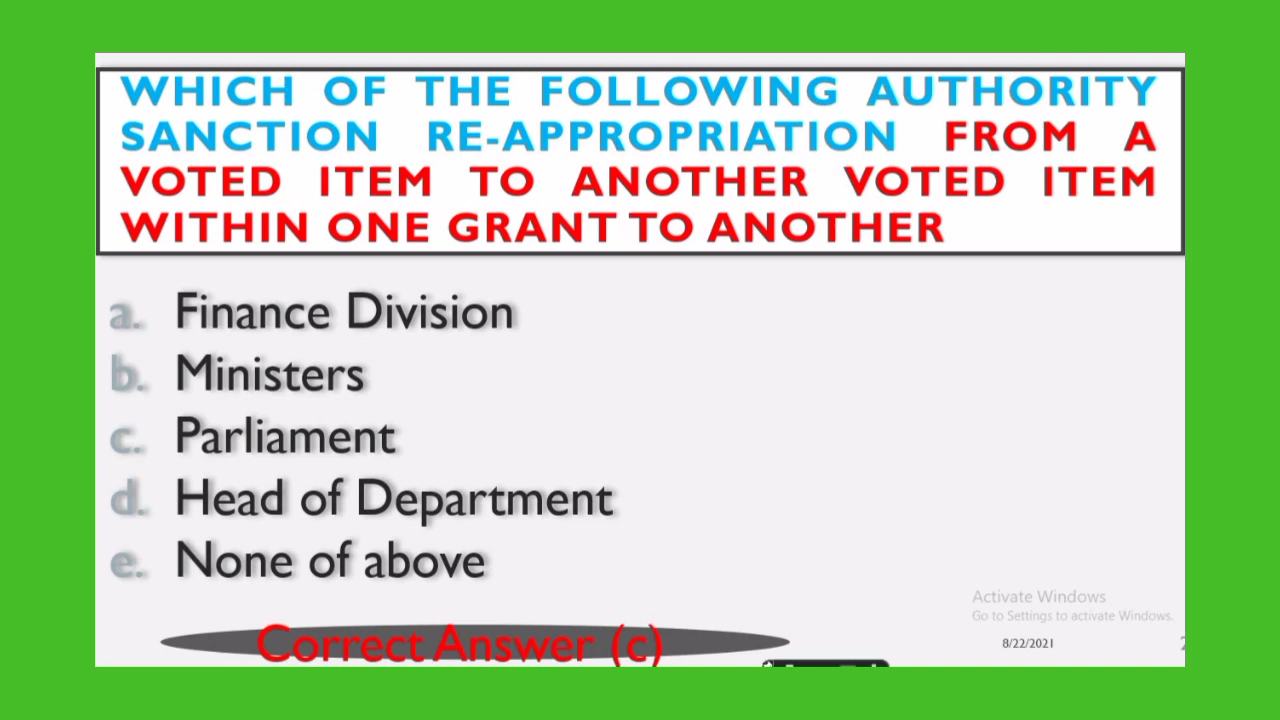 WHICH OF THE FOLLOWING AUTHORITY
SANCTION RE-APPROPRIATION FROM A
VOTED ITEM TO ANOTHER VOTED ITEM
WITHIN ONE GRANT TO ANOTHER
a. Finance Division
b. Ministers
c. Parliament
d. Head of Department
e. None of above
Activate Windows
Go to Settings to activate Windows.
Correct Answer (c)
8/22/2021